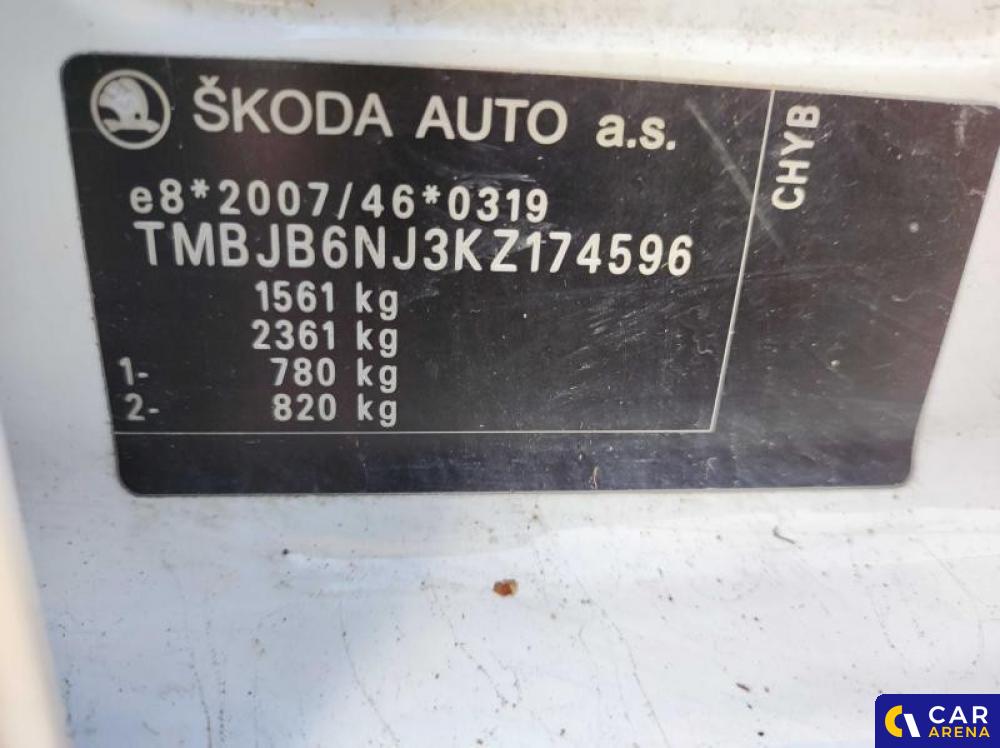 ŠKODA AUTO a.s.
e8*2007/46*0319
TMBJB6NJ3KZ174596
1561 kg
2361 kg
1- 780 kg
2- 820 kg
CHYB
CAR
ARENA